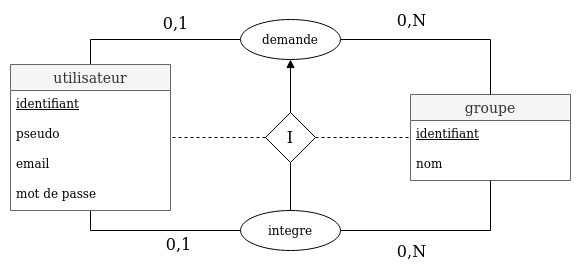 0,1
0,N
demande
utilisateur
identifiant
pseudo
email
mot de passe
I
groupe
identifiant
nom
integre
0,1
0,N